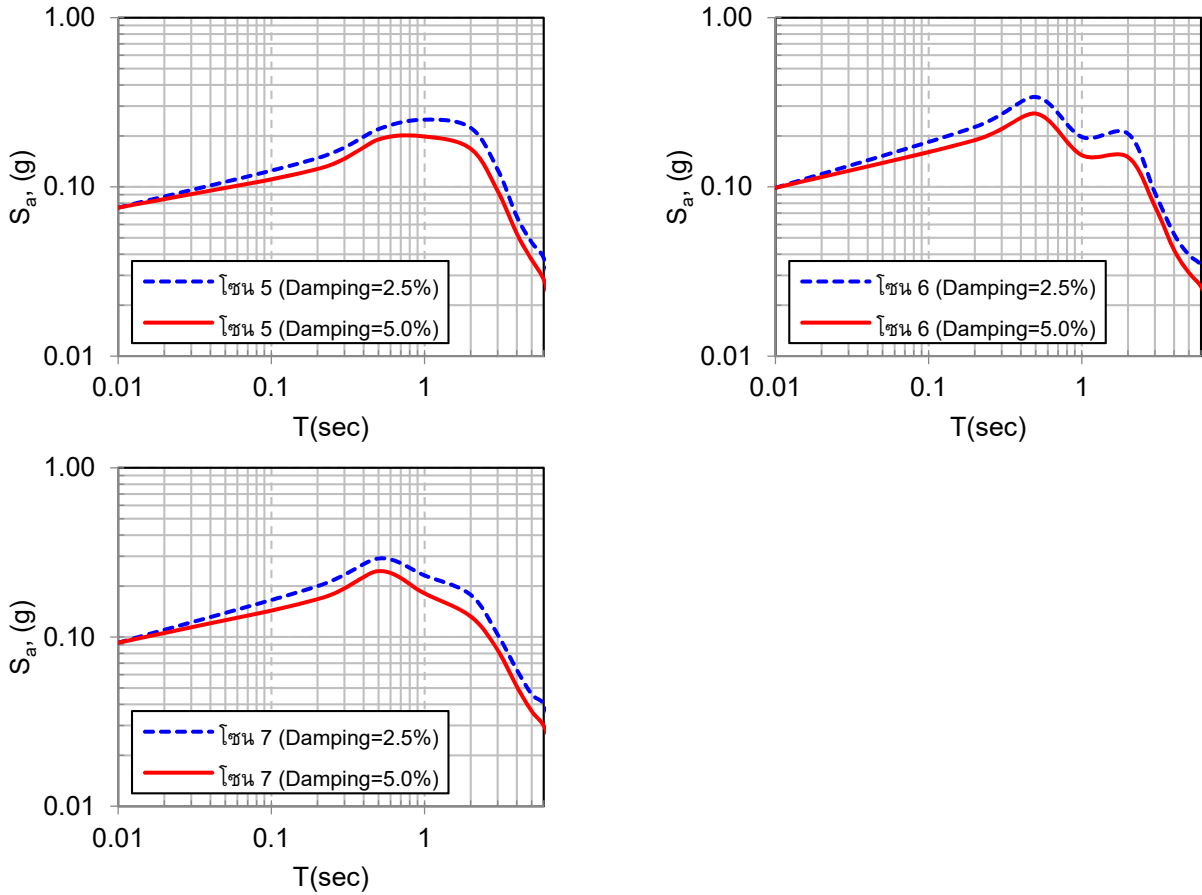 1.00
0.10
0.01
Sa, (g)
โซน 5 (Damping=2.5%)
โซน 5 (Damping=5.0%)
0.01 0.1 1
T(sec)
1.00
0.10
0.01
Sa, (g)
โซน 6 (Damping=2.5%)
โซน 6 (Damping=5.0%)
0.01 0.1 1
T(sec)
1.00
0.10
0.01
Sa, (g)
โซน 7 (Damping=2.5%)
โซน 7 (Damping=5.0%)
0.01 0.1 1
T(sec)